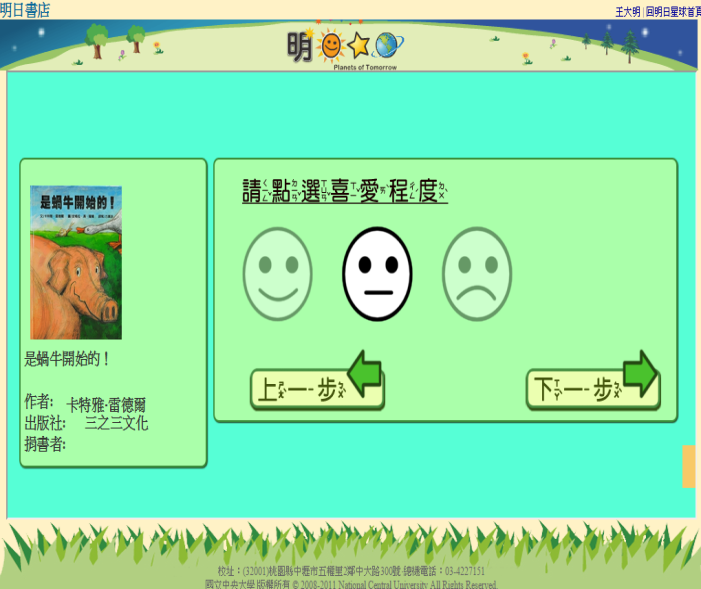 明日書店
王大明 | 回明日星球首頁
明
Planets of Tomorrow
是蝸牛開始的！
是蝸牛開始的！
作者: 卡特雅·雷德爾
出版社: 三之三文化
捐書者:
請點選喜愛程度
上一步
下一步
校址：(32001)桃園縣中壢市五權里2鄰中大路300號 總機電話：03-4227151
國立中央大學 版權所有 © 2008-2011 National Central University All Rights Reserved.